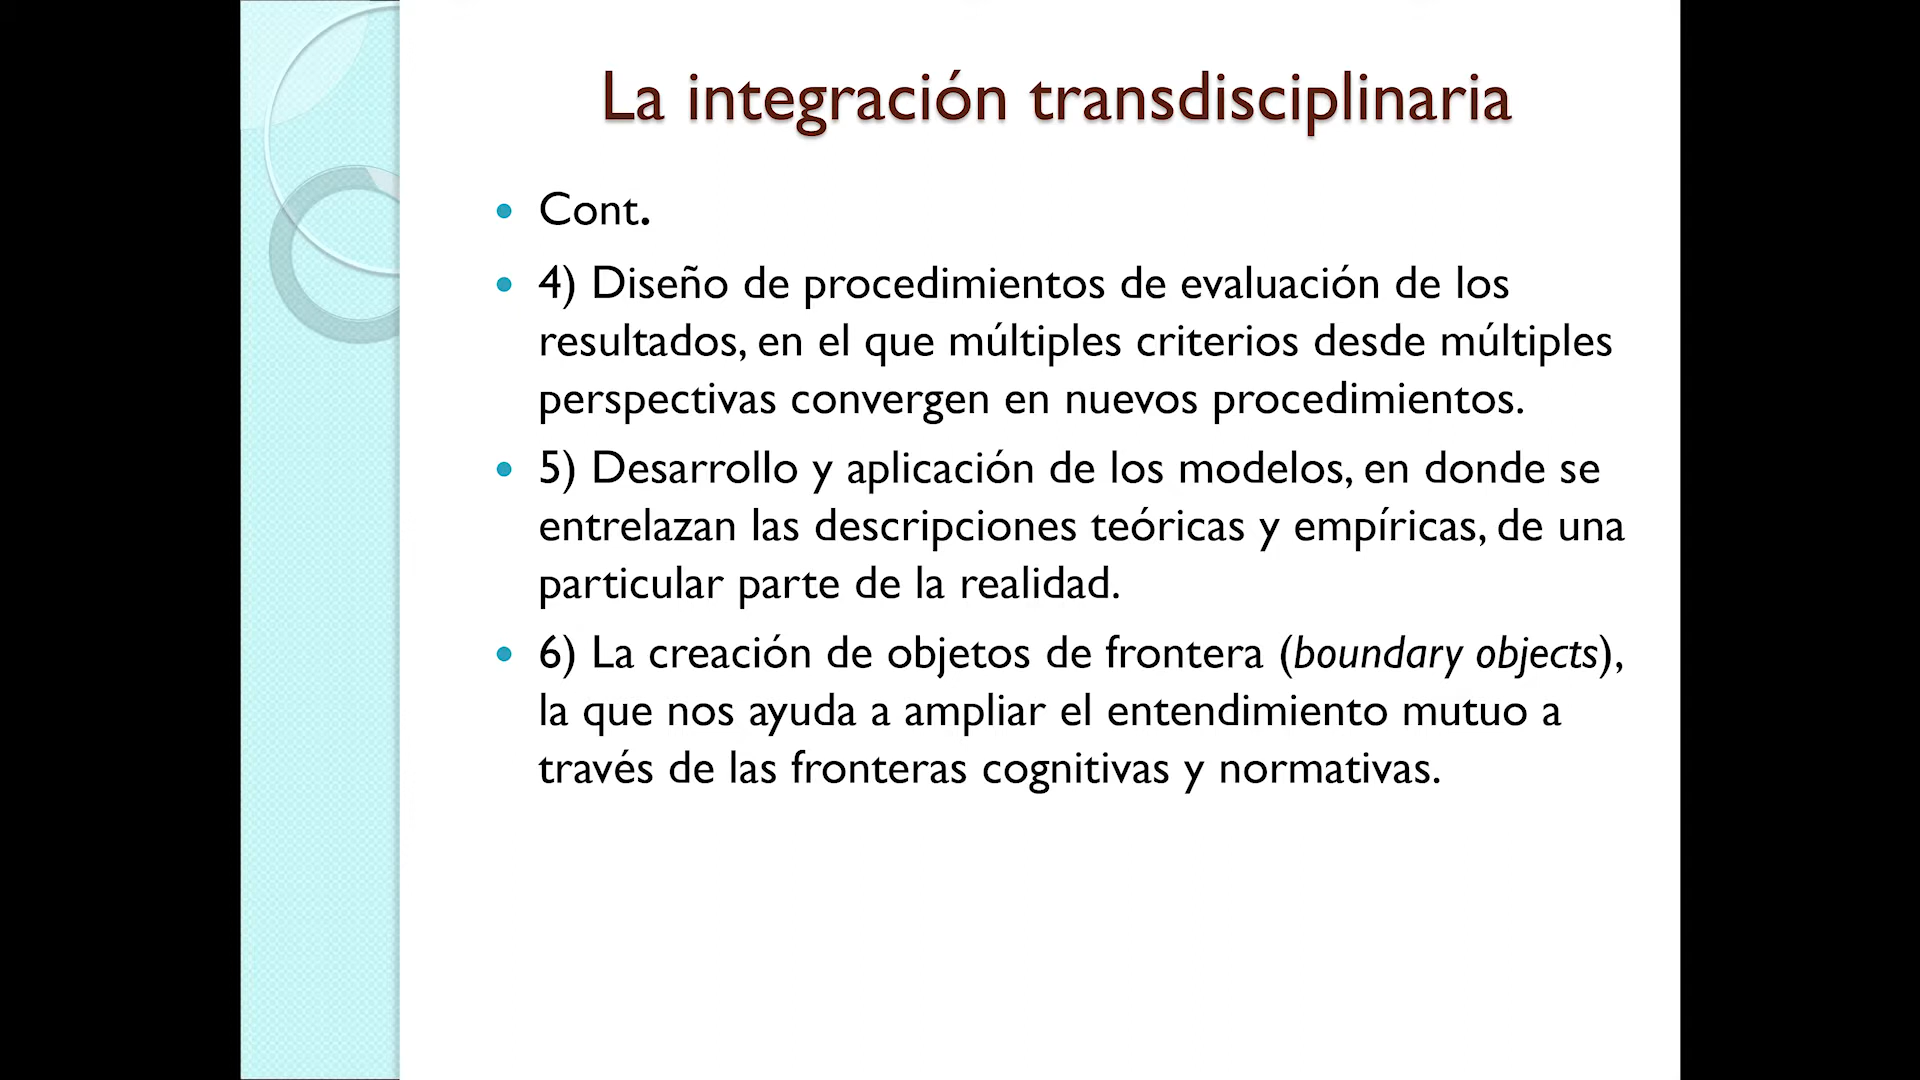 La integración transdisciplinaria
Cont.
4) Diseño de procedimientos de evaluación de los
resultados, en el que múltiples criterios desde múltiples
perspectivas convergen en nuevos procedimientos.
5) Desarrollo y aplicación de los modelos, en donde se
entrelazan las descripciones teóricas y empíricas, de una
particular parte de la realidad.
6) La creación de objetos de frontera (boundary objects),
la que nos ayuda a ampliar el entendimiento mutuo a
través de las fronteras cognitivas y normativas.